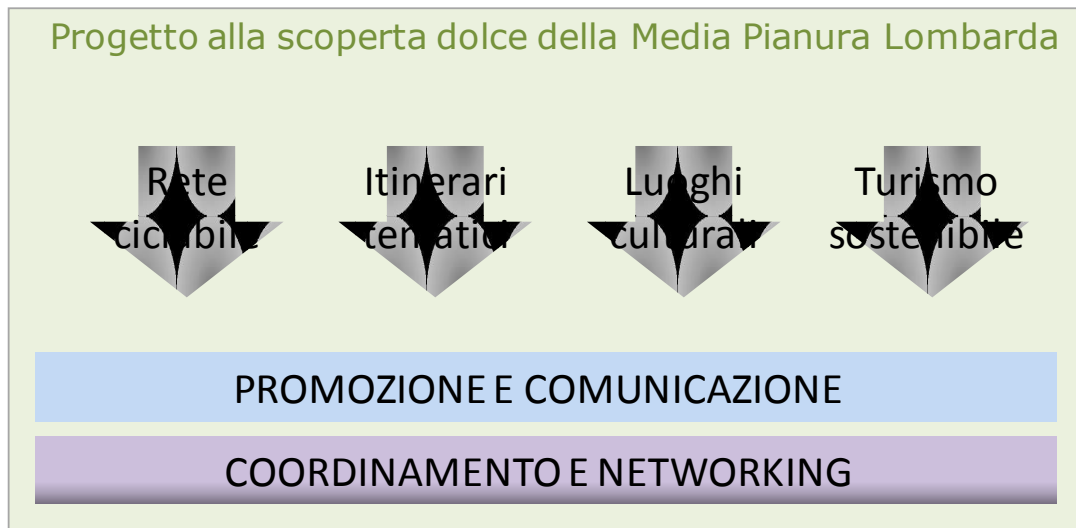 Progetto alla scoperta dolce della Media Pianura Lombarda
Rete
ciclabile
Itinerari
tematici
Luoghi
culturali
Turismo
sostenibile
PROMOZIONE E COMUNICAZIONE
COORDINAMENTO E NETWORKING